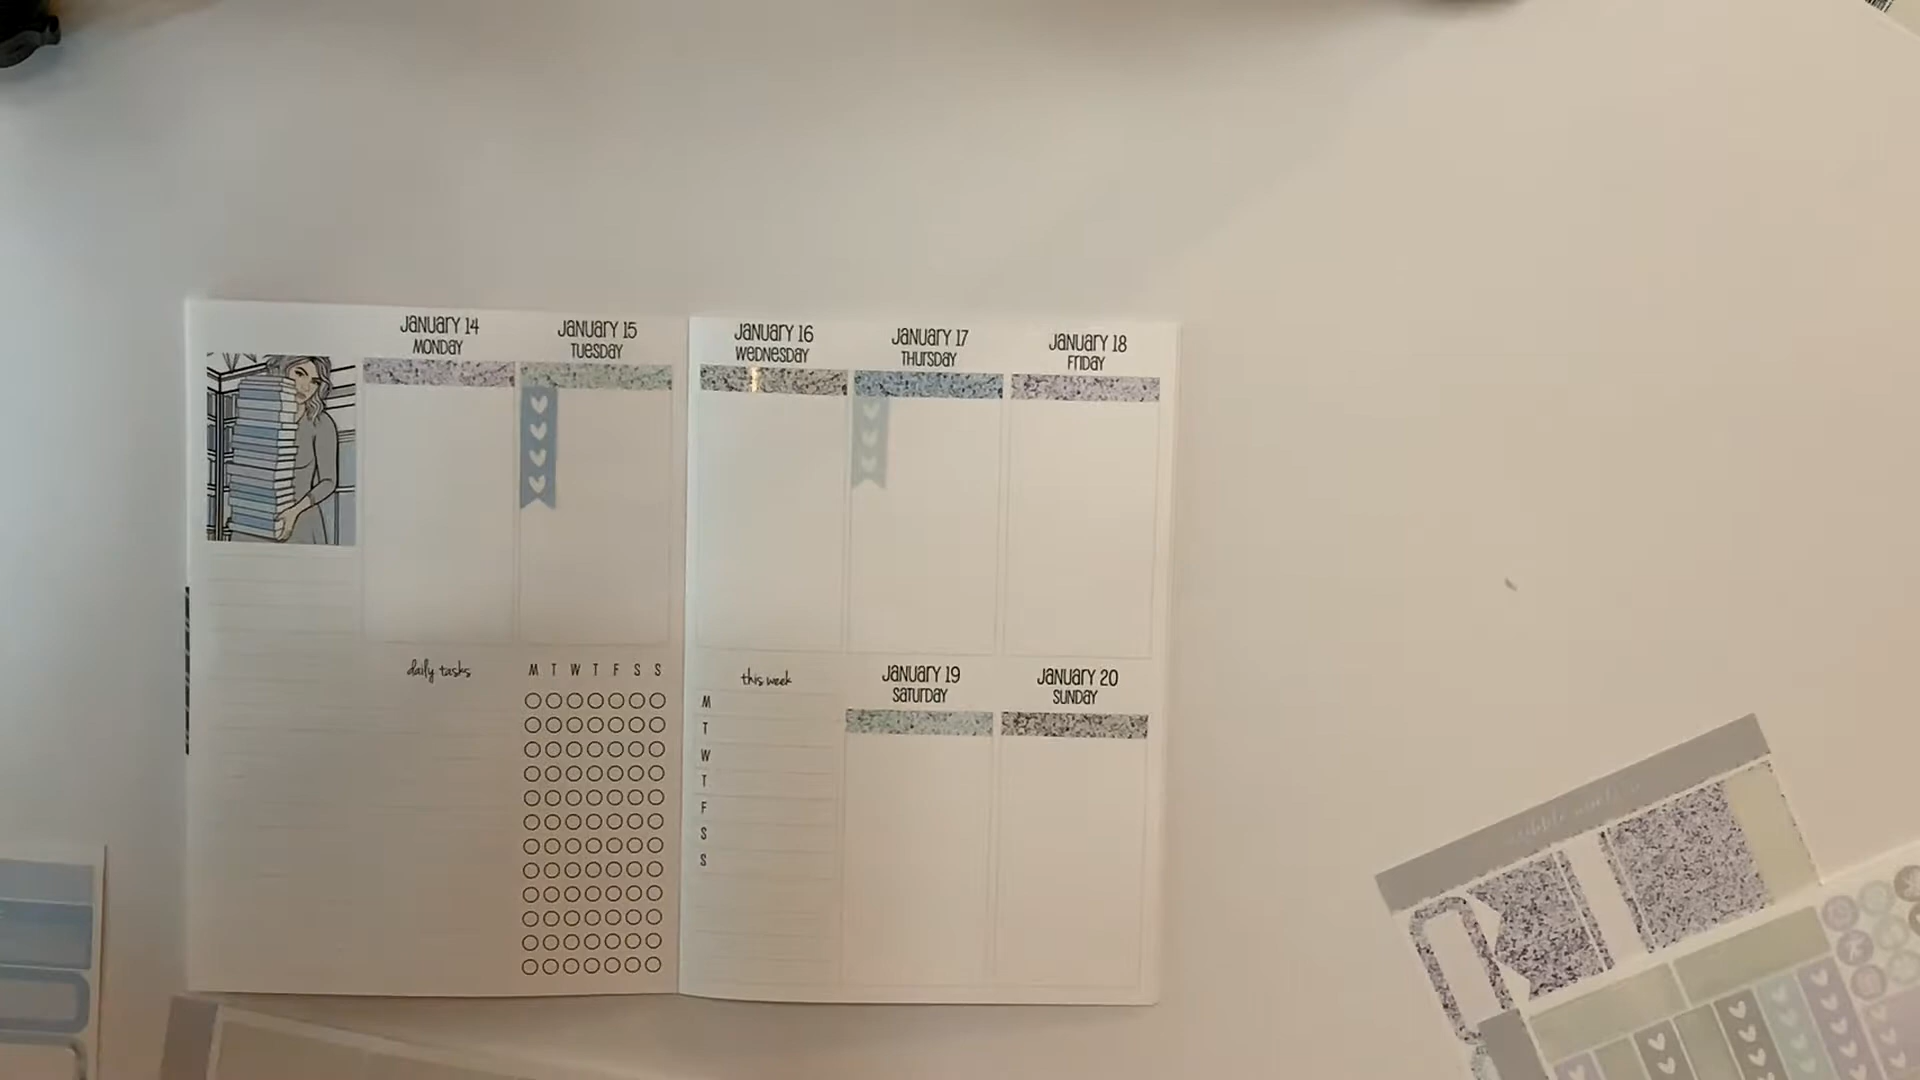 JANUARY 14
MONDAY
JANUARY 15
TUESDAY
JANUARY 16
WEDNESDAY
JANUARY 17
THURSDAY
JANUARY 18
FRIDAY
daily tasks
M T W T F S S
this week
M
T
W
T
F
S
S
JANUARY 19
SATURDAY
JANUARY 20
SUNDAY